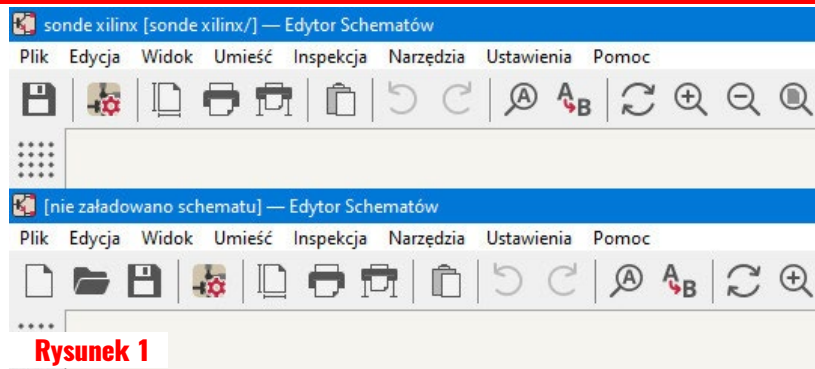 sonde xilinx [sonde xilinx/] — Edytor Schematów
Plik Edycja Widok Umieść Inspekcja Narzędzia Ustawienia Pomoc
A A B
[nie załadowano schematu] — Edytor Schematów
Plik Edycja Widok Umieść Inspekcja Narzędzia Ustawienia Pomoc
A A B
Rysunek 1